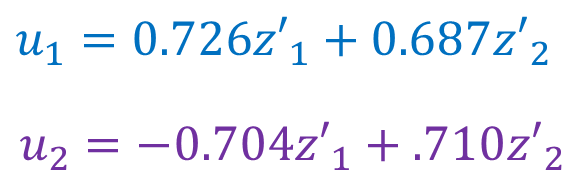 u₁ = 0.726z′₁ + 0.687z′₂
u₂ = −0.704z′₁ + .710z′₂